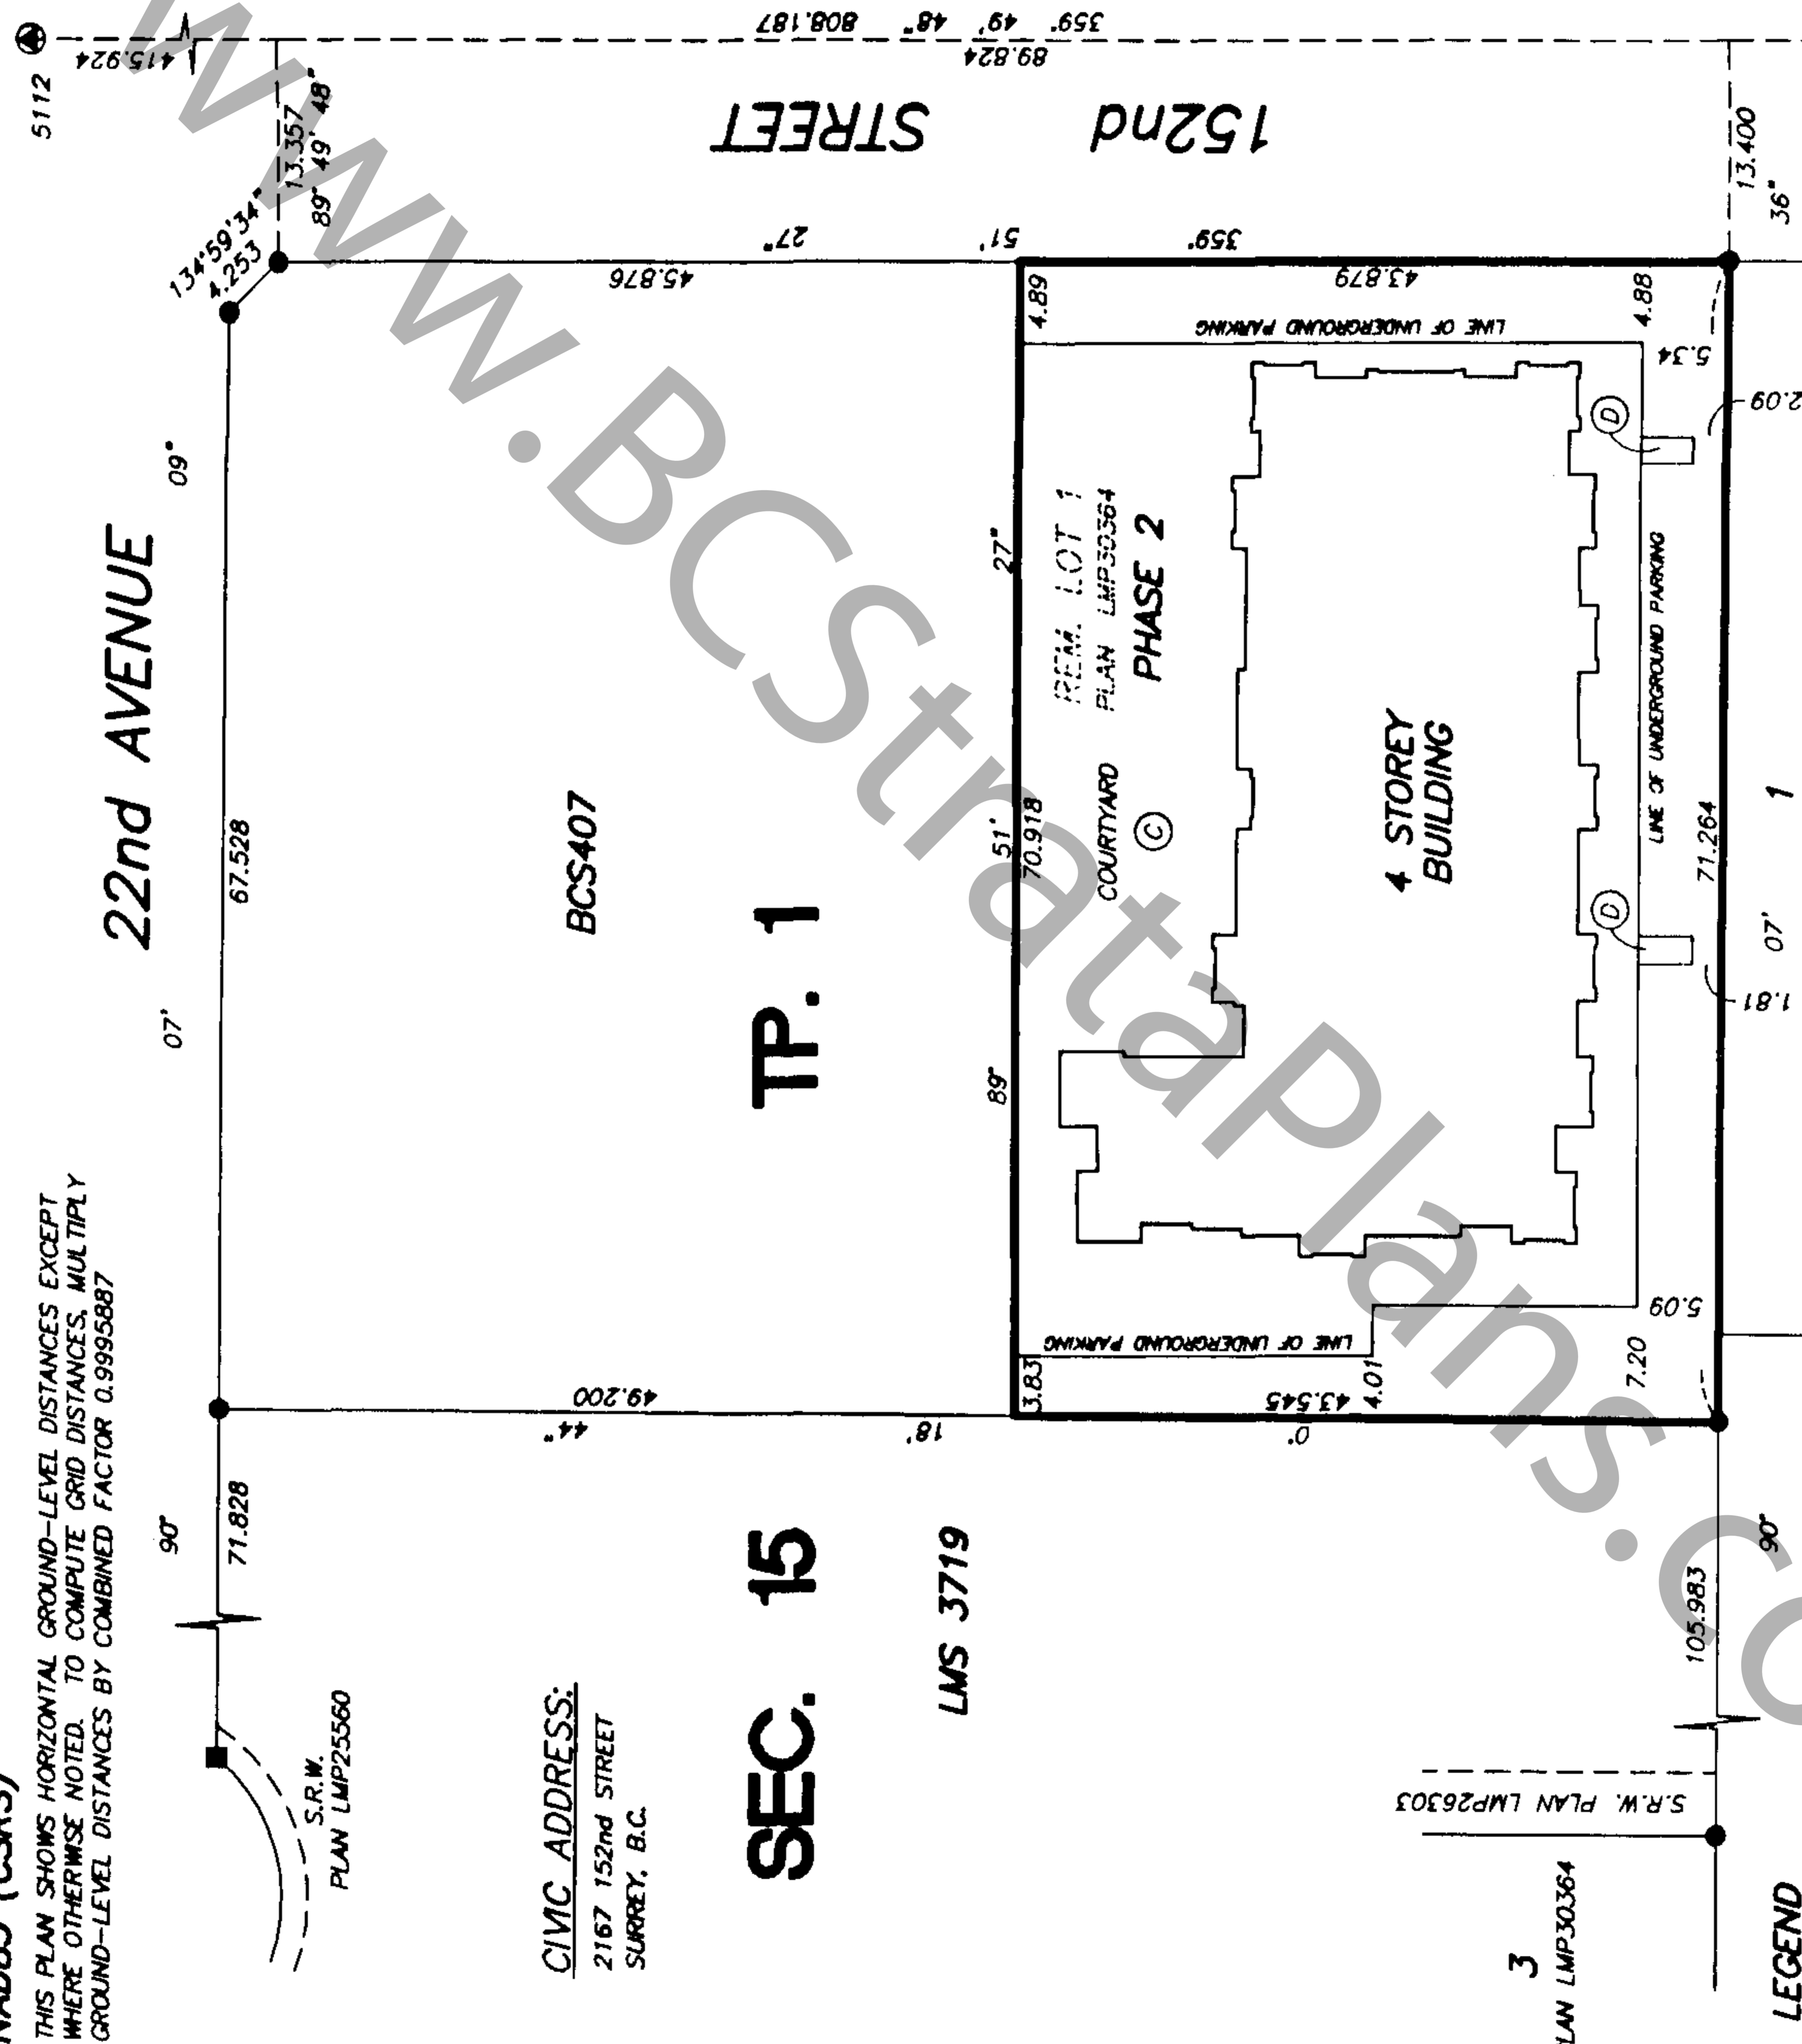 THIS PLAN SHOWS HORIZONTAL GROUND-LEVEL DISTANCES EXCEPT
WHERE OTHERWISE NOTED. TO COMPUTE GRID DISTANCES, MULTIPLY
GROUND-LEVEL DISTANCES BY COMBINED FACTOR 0.9995887
22nd AVENUE
90° 07' 09"
71.828
67.528
134°59'34"
4.253
5112
415.924
13.357
89° 49' 48"
359° 49' 48" 808.187
89.824
152nd STREET
S.R.W.
PLAN LMP25560
CIVIC ADDRESS:
2167 152nd STREET
SURREY, B.C.
BCS407
SEC. 15 TP. 1
LMS 3719
49.200
0° 18' 44"
45.876
359° 51' 27"
89° 51' 27"
70.918
43.879
43.545
3.83
4.89
REM. LOT 1
PLAN LMP30364
PHASE 2
COURTYARD
C
LINE OF UNDERGROUND PARKING
LINE OF UNDERGROUND PARKING
4 STOREY
BUILDING
4.01
7.20
5.09
D
D
LINE OF UNDERGROUND PARKING
4.88
5.34
2.09
1.81
71.264
13.400
90° 07' 36"
105.983
1
S.R.W. PLAN LMP26303
3
PLAN LMP30364
LEGEND
www.BCStrataPlans.co